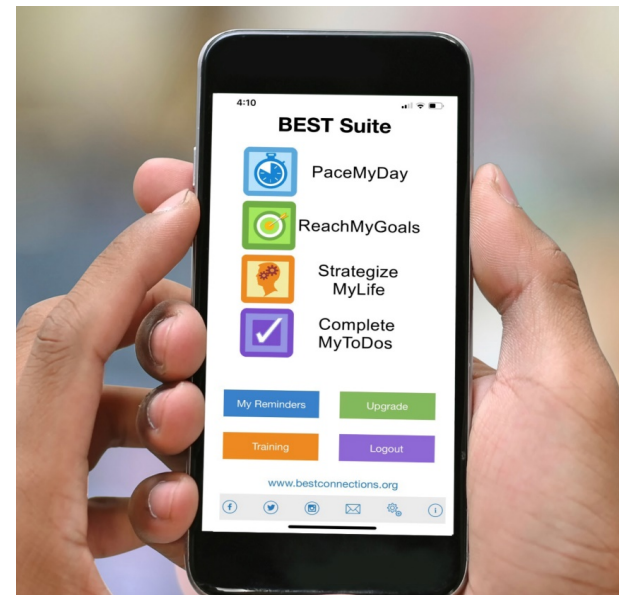 4:10
BEST Suite
PaceMyDay
ReachMyGoals
Strategize
MyLife
Complete
MyToDos
My Reminders
Upgrade
Training
Logout
www.bestconnections.org